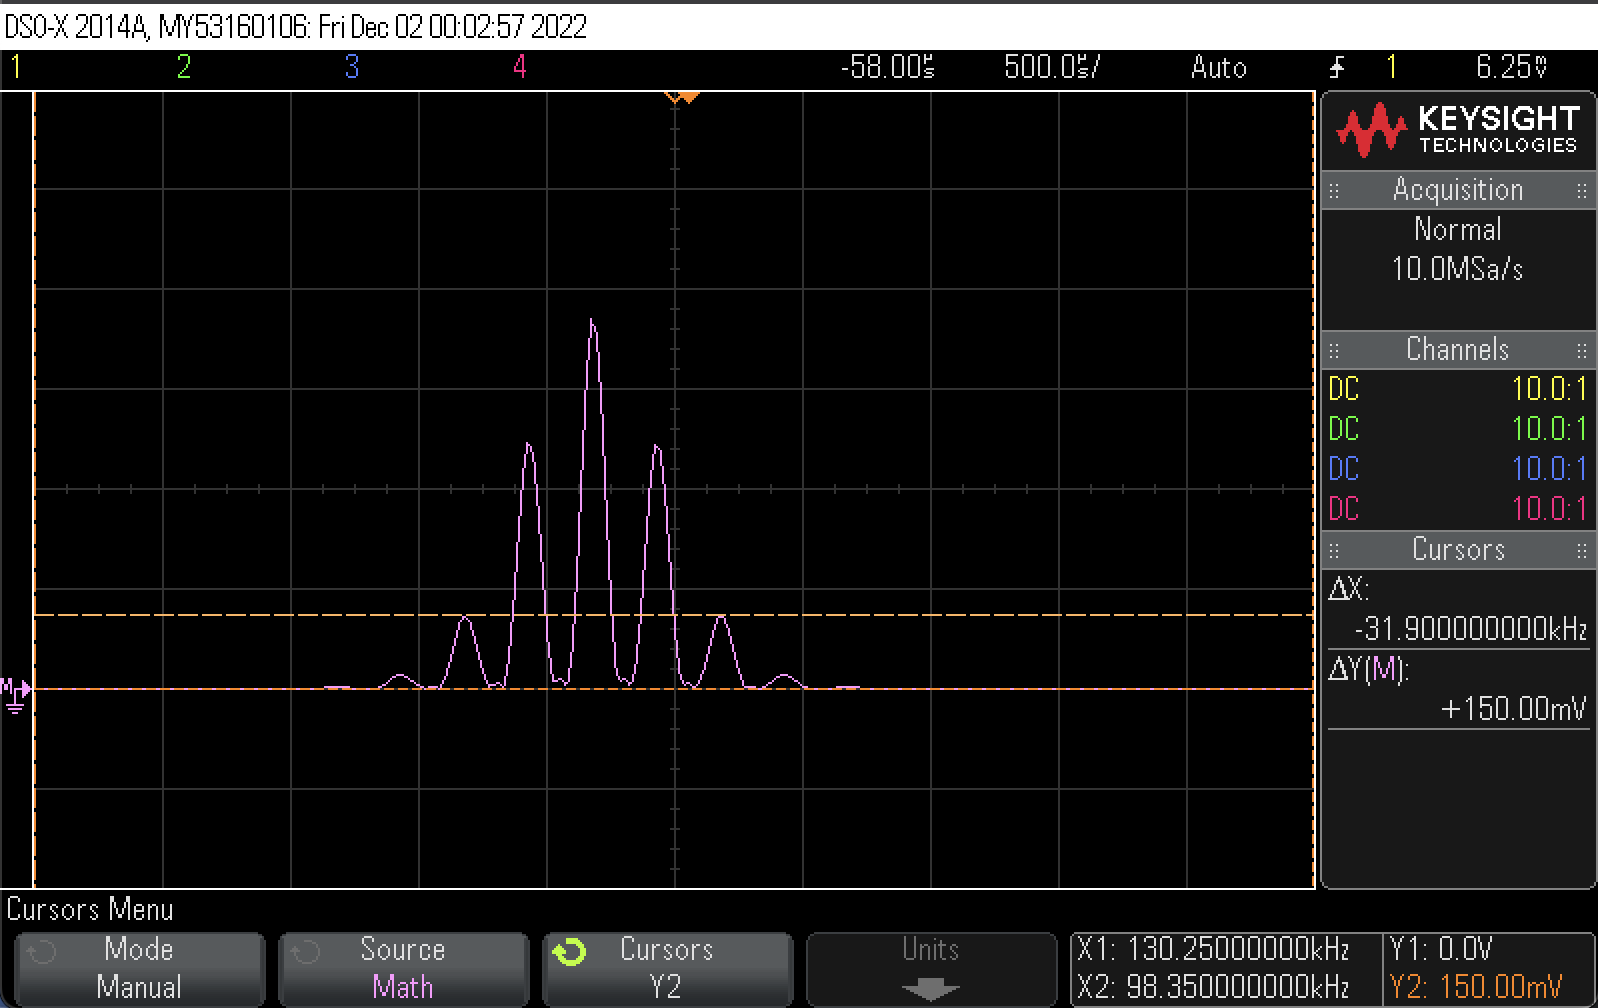 DSO-X 2014A, MY53160106: Fri Dec 02 00:02:57 2022
1 2 3 4 -58.00µs 500.0µs/ Auto 1 6.25mV
KEYSIGHT
TECHNOLOGIES
Acquisition
Normal
10.0MSa/s
Channels
DC 10.0:1
DC 10.0:1
DC 10.0:1
DC 10.0:1
Cursors
ΔX:
-31.900000000kHz
ΔY(M):
+150.00mV
M
Cursors Menu
Mode
Manual
Source
Math
Cursors
Y2
Units
X1: 130.25000000kHz
X2: 98.350000000kHz
Y1: 0.0V
Y2: 150.00mV